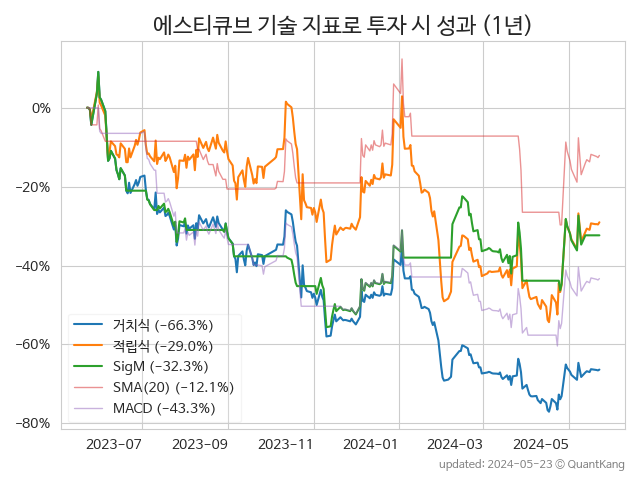 에스티큐브 기술 지표로 투자 시 성과 (1년)
0%
−20%
−40%
−60%
−80%
거치식 (−66.3%)
적립식 (−29.0%)
SigM (−32.3%)
SMA(20) (−12.1%)
MACD (−43.3%)
2023−07 2023−09 2023−11 2024−01 2024−03 2024−05
updated: 2024−05−23 © QuantKang